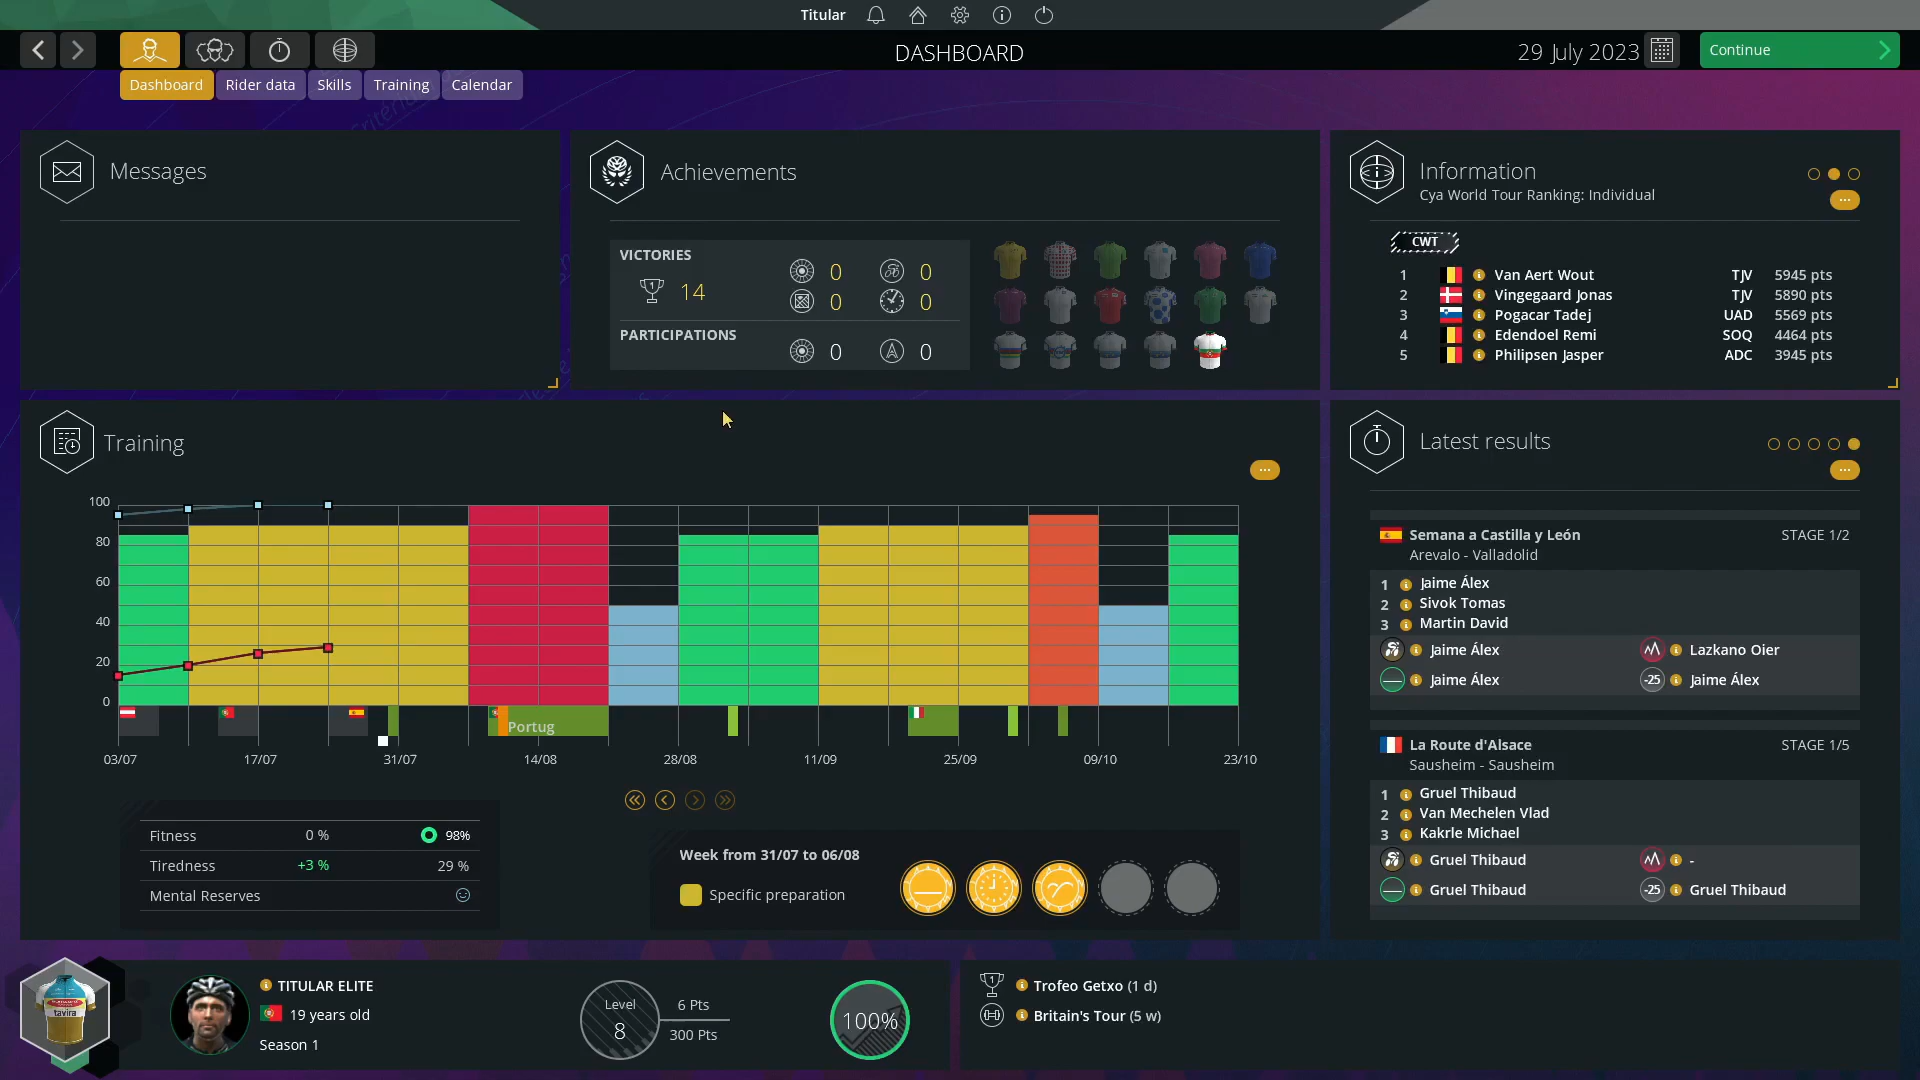 Titular
DASHBOARD
29 July 2023
Continue
Dashboard
Rider data
Skills
Training
Calendar
Messages
Achievements
VICTORIES
14
0
0
0
0
PARTICIPATIONS
0
0
Information
Cya World Tour Ranking: Individual
CWT
1 Van Aert Wout TJV 5945 pts
2 Vingegaard Jonas TJV 5890 pts
3 Pogacar Tadej UAD 5569 pts
4 Edendoel Remi SOQ 4464 pts
5 Philipsen Jasper ADC 3945 pts
Training
100
80
60
40
20
0
Portug
03/07 17/07 31/07 14/08 28/08 11/09 25/09 09/10 23/10
Fitness 0 % 98%
Tiredness +3 % 29 %
Mental Reserves
Week from 31/07 to 06/08
Specific preparation
Latest results
Semana a Castilla y León STAGE 1/2
Arevalo - Valladolid
1 Jaime Álex
2 Sivok Tomas
3 Martin David
Jaime Álex Lazkano Oier
Jaime Álex -25 Jaime Álex
La Route d'Alsace STAGE 1/5
Sausheim - Sausheim
1 Gruel Thibaud
2 Van Mechelen Vlad
3 Kakrle Michael
Gruel Thibaud -
Gruel Thibaud -25 Gruel Thibaud
tavira
TITULAR ELITE
19 years old
Season 1
Level
8
6 Pts
300 Pts
100%
Trofeo Getxo (1 d)
Britain's Tour (5 w)